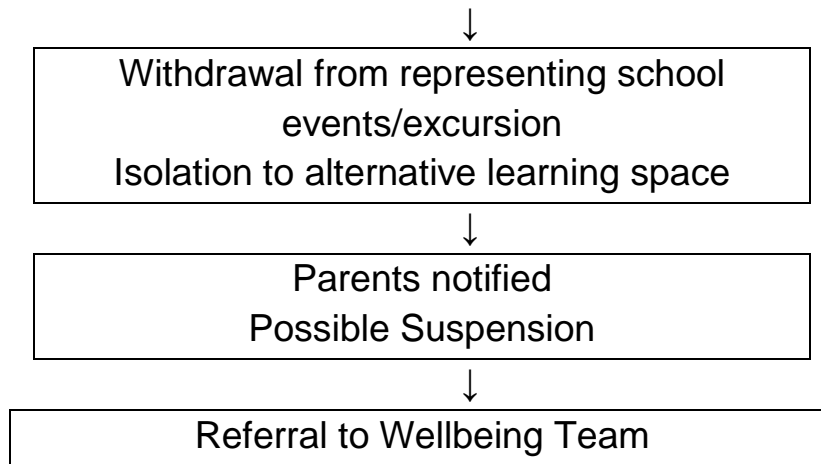 ↓
Withdrawal from representing school
events/excursion
Isolation to alternative learning space
↓
Parents notified
Possible Suspension
↓
Referral to Wellbeing Team